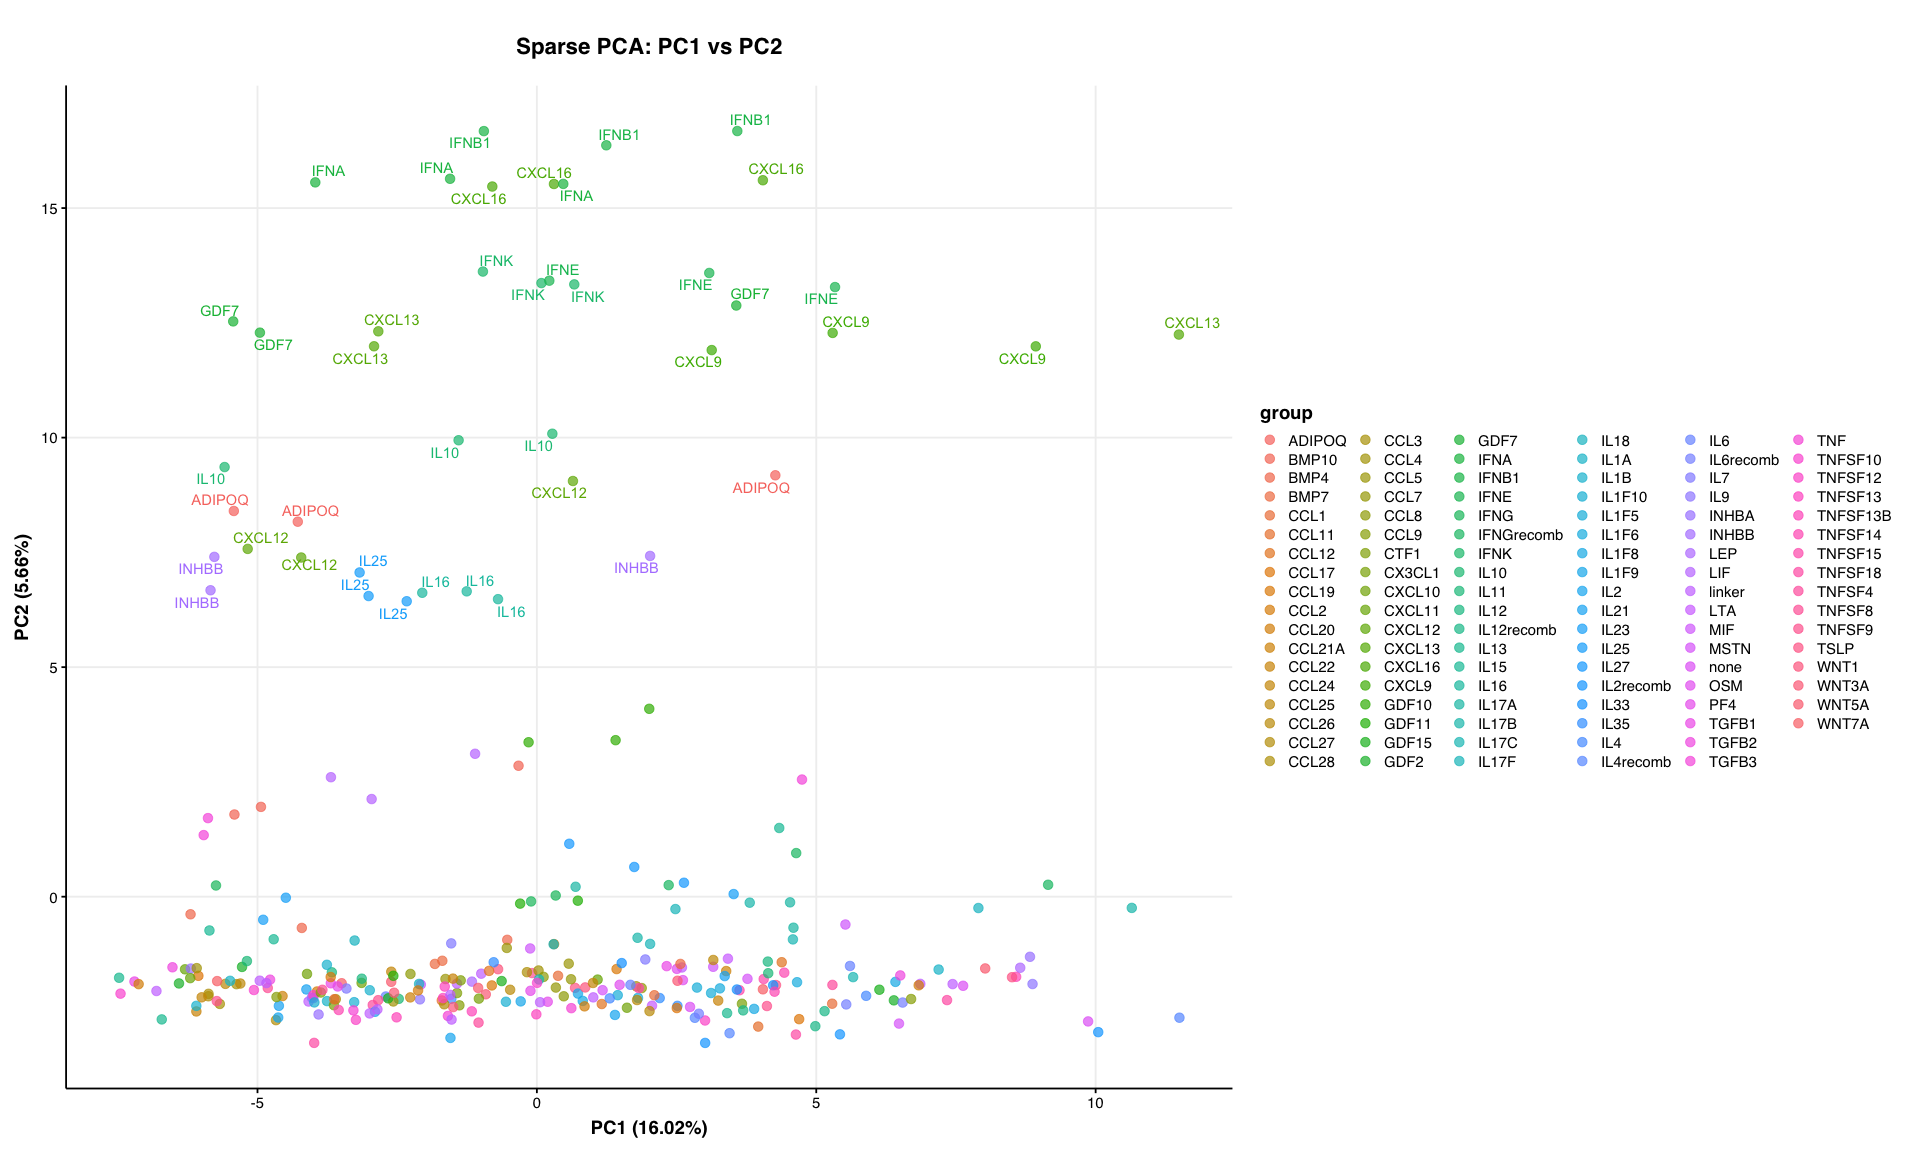 Sparse PCA: PC1 vs PC2
IFNB1
IFNB1
IFNB1
IFNA
IFNA
CXCL16
CXCL16
CXCL16
IFNA
15
IFNK
IFNE
IFNE
IFNK
IFNK
GDF7
IFNE
GDF7
CXCL13
CXCL9
CXCL13
GDF7
CXCL13
CXCL9
CXCL9
10
IL10
IL10
IL10
ADIPOQ
CXCL12
ADIPOQ
ADIPOQ
CXCL12
CXCL12
IL25
INHBB
INHBB
IL25
IL16
IL16
INHBB
IL25
IL16
5
0
-5
0
5
10
PC1 (16.02%)
PC2 (5.66%)
group
ADIPOQ
BMP10
BMP4
BMP7
CCL1
CCL11
CCL12
CCL17
CCL19
CCL2
CCL20
CCL21A
CCL22
CCL24
CCL25
CCL26
CCL27
CCL28
CCL3
CCL4
CCL5
CCL7
CCL8
CCL9
CTF1
CX3CL1
CXCL10
CXCL11
CXCL12
CXCL13
CXCL16
CXCL9
GDF10
GDF11
GDF15
GDF2
GDF7
IFNA
IFNB1
IFNE
IFNG
IFNGrecomb
IFNK
IL10
IL11
IL12
IL12recomb
IL13
IL15
IL16
IL17A
IL17B
IL17C
IL17F
IL18
IL1A
IL1B
IL1F10
IL1F5
IL1F6
IL1F8
IL1F9
IL2
IL21
IL23
IL25
IL27
IL2recomb
IL33
IL35
IL4
IL4recomb
IL6
IL6recomb
IL7
IL9
INHBA
INHBB
LEP
LIF
linker
LTA
MIF
MSTN
none
OSM
PF4
TGFB1
TGFB2
TGFB3
TNF
TNFSF10
TNFSF12
TNFSF13
TNFSF13B
TNFSF14
TNFSF15
TNFSF18
TNFSF4
TNFSF8
TNFSF9
TSLP
WNT1
WNT3A
WNT5A
WNT7A